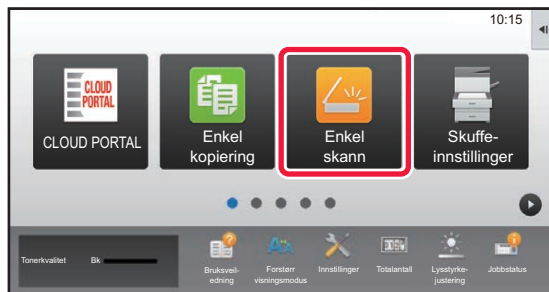 10:15
CLOUD
PORTAL
CLOUD PORTAL
Enkel
kopiering
Enkel
skann
Skuffe-
innstillinger
Tonerkvalitet
Bk
Bruksveil-
edning
Forstørr
visningsmodus
Innstillinger
Totalantall
Lysstyrke-
justering
Jobbstatus